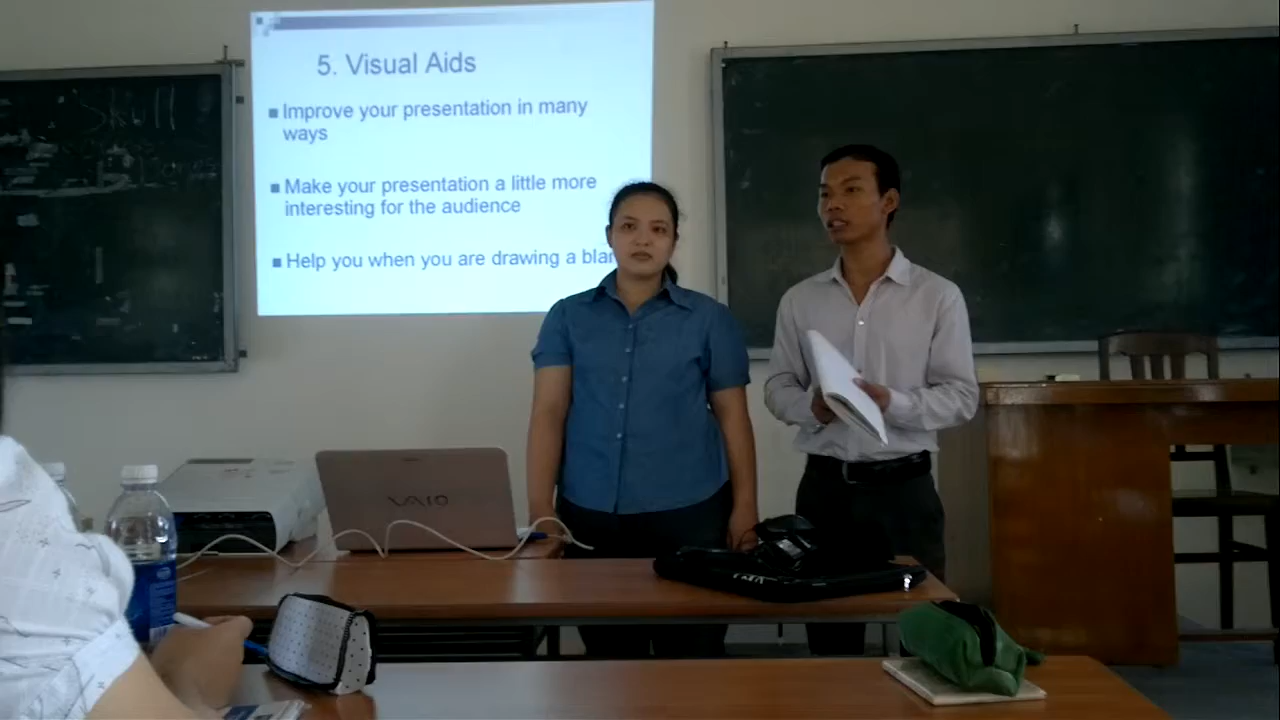 5. Visual Aids
Improve your presentation in many
ways
Make your presentation a little more
interesting for the audience
Help you when you are drawing a
VAIO